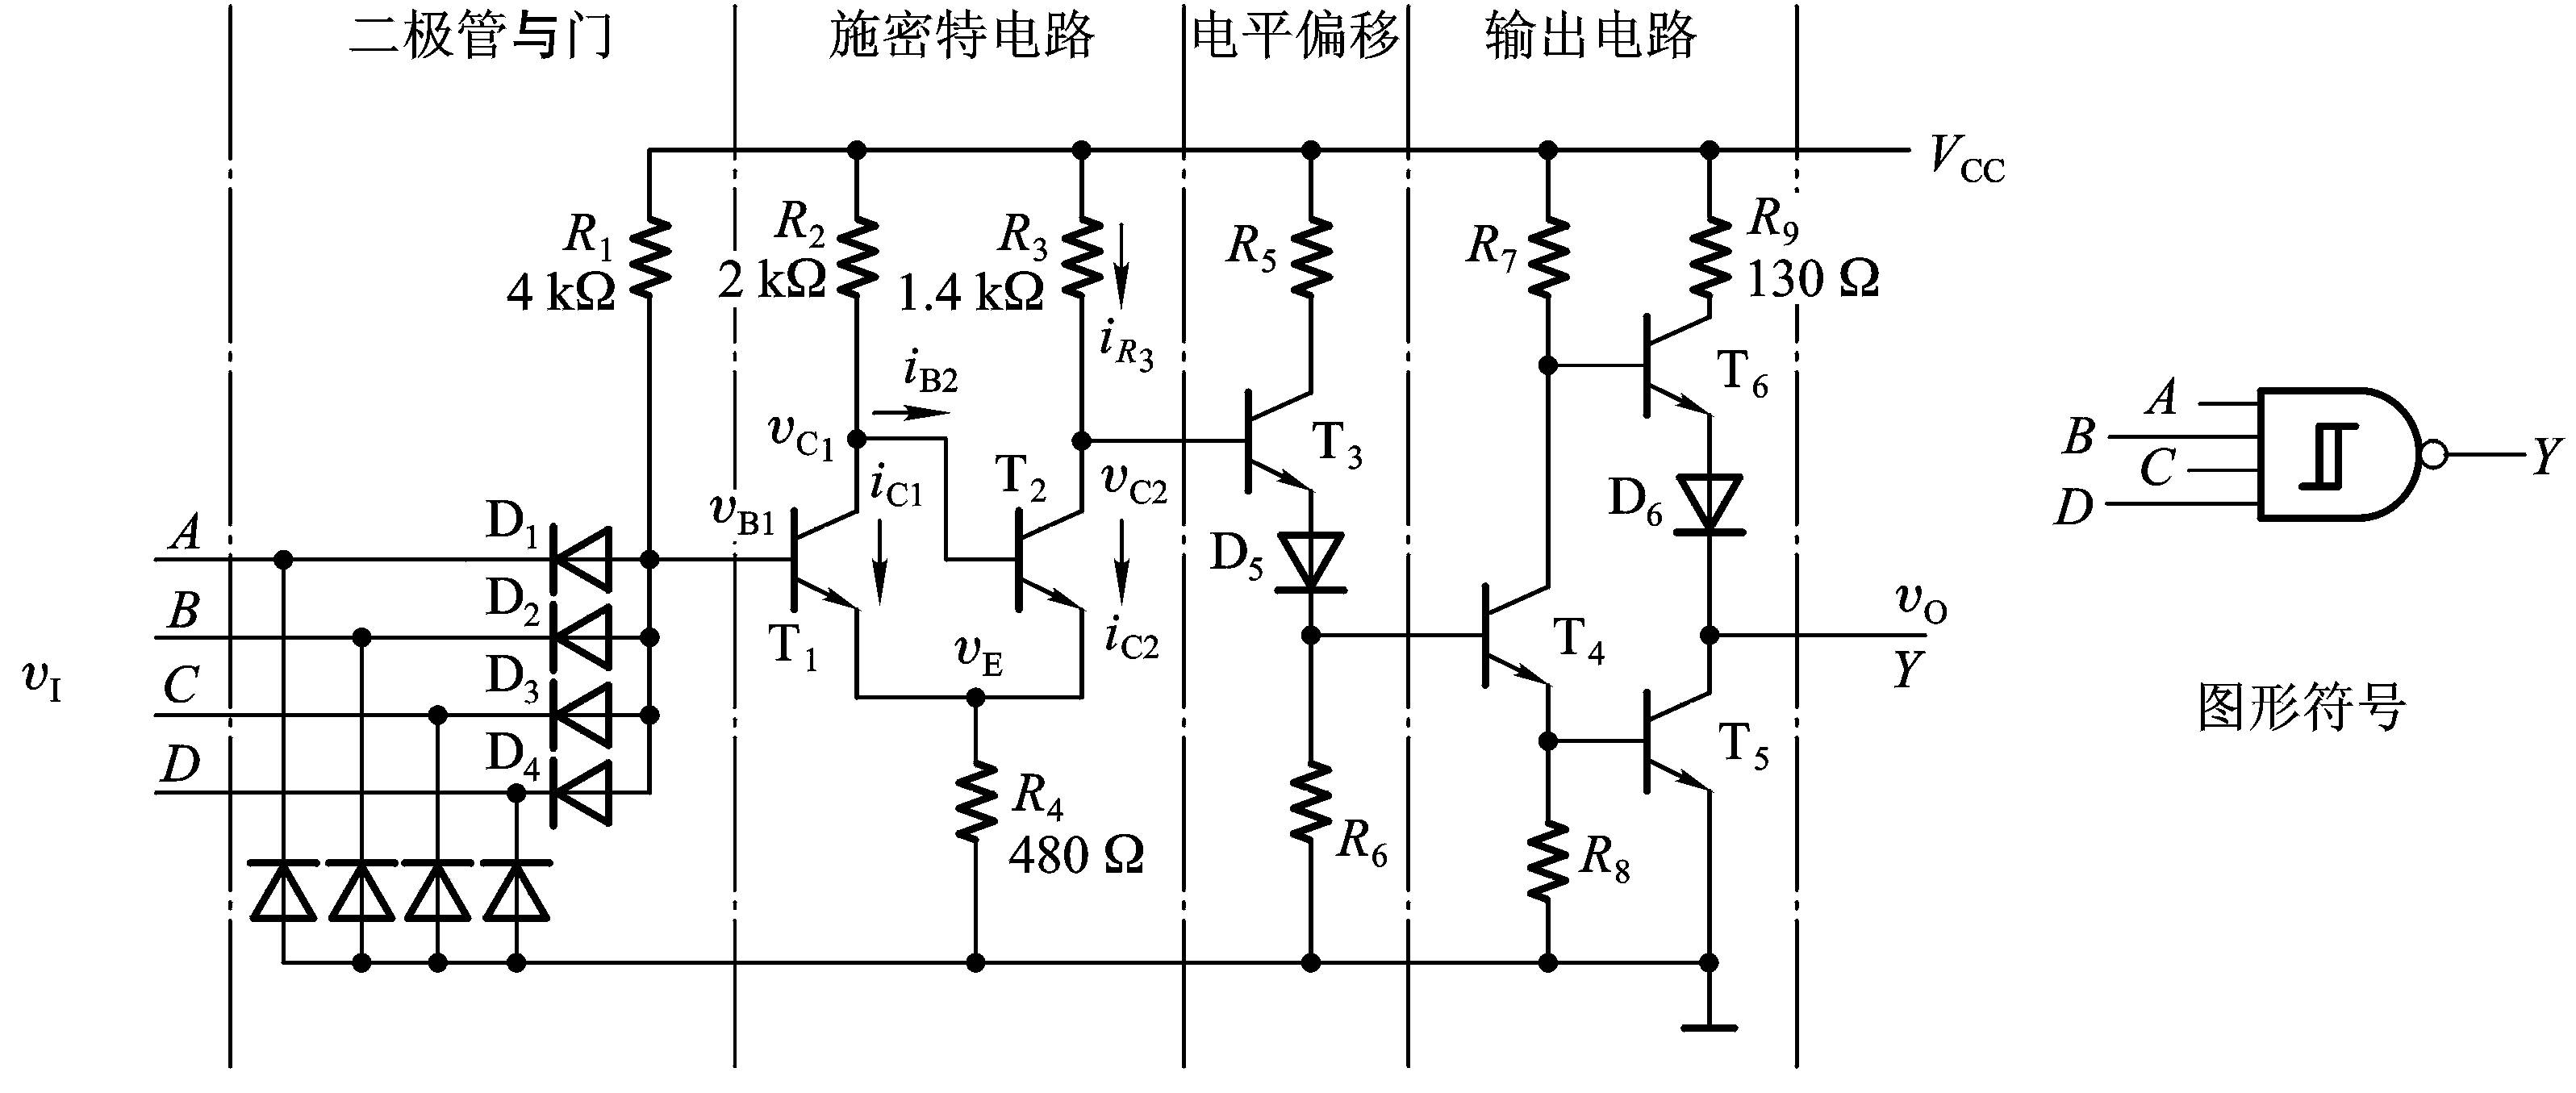 二极管与门 施密特电路 电平偏移 输出电路
VCC
R1 4 kΩ
R2 2 kΩ
R3 1.4 kΩ
iR3
R5
R7
R9 130 Ω
iB2
vC1
iC1
T2
vC2
T3
T6
D6
A
B
C
D
Y
vB1
A
D1
T1
vE
iC2
D5
T4
vO
Y
B
D2
vI
C
D3
D
D4
R4 480 Ω
R6
R8
T5
图形符号